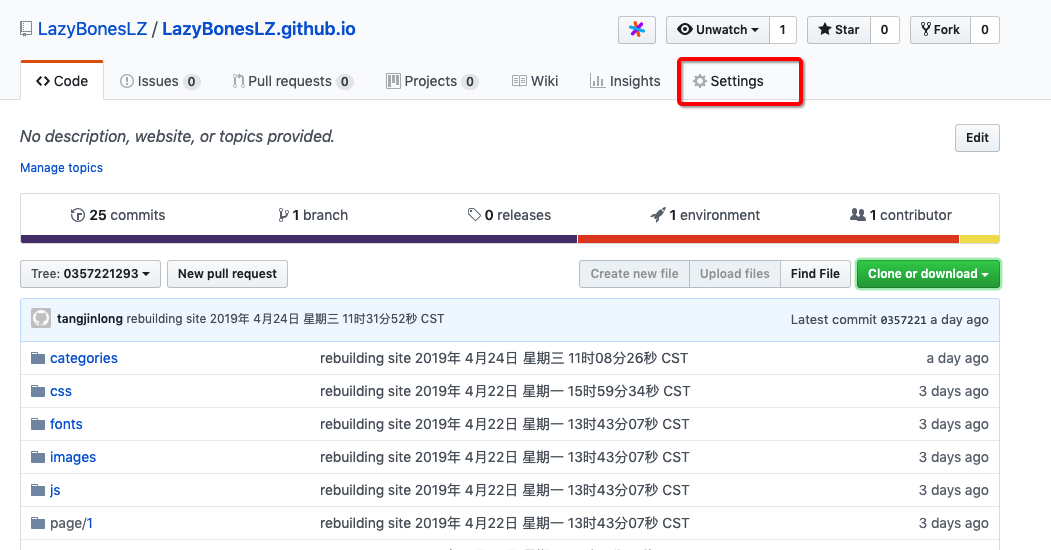 LazyBonesLZ / LazyBonesLZ.github.io Unwatch 1 Star 0 Fork 0
Code Issues 0 Pull requests 0 Projects 0 Wiki Insights Settings
No description, website, or topics provided. Edit
Manage topics
25 commits 1 branch 0 releases 1 environment 1 contributor
Tree: 0357221293 New pull request Create new file Upload files Find File Clone or download
tangjinlong rebuilding site 2019年 4月24日 星期三 11时31分52秒 CST Latest commit 0357221 a day ago
categories rebuilding site 2019年 4月24日 星期三 11时08分26秒 CST a day ago
css rebuilding site 2019年 4月22日 星期一 15时59分34秒 CST 3 days ago
fonts rebuilding site 2019年 4月22日 星期一 13时43分07秒 CST 3 days ago
images rebuilding site 2019年 4月22日 星期一 13时43分07秒 CST 3 days ago
js rebuilding site 2019年 4月22日 星期一 13时43分07秒 CST 3 days ago
page/1 rebuilding site 2019年 4月22日 星期一 13时43分07秒 CST 3 days ago